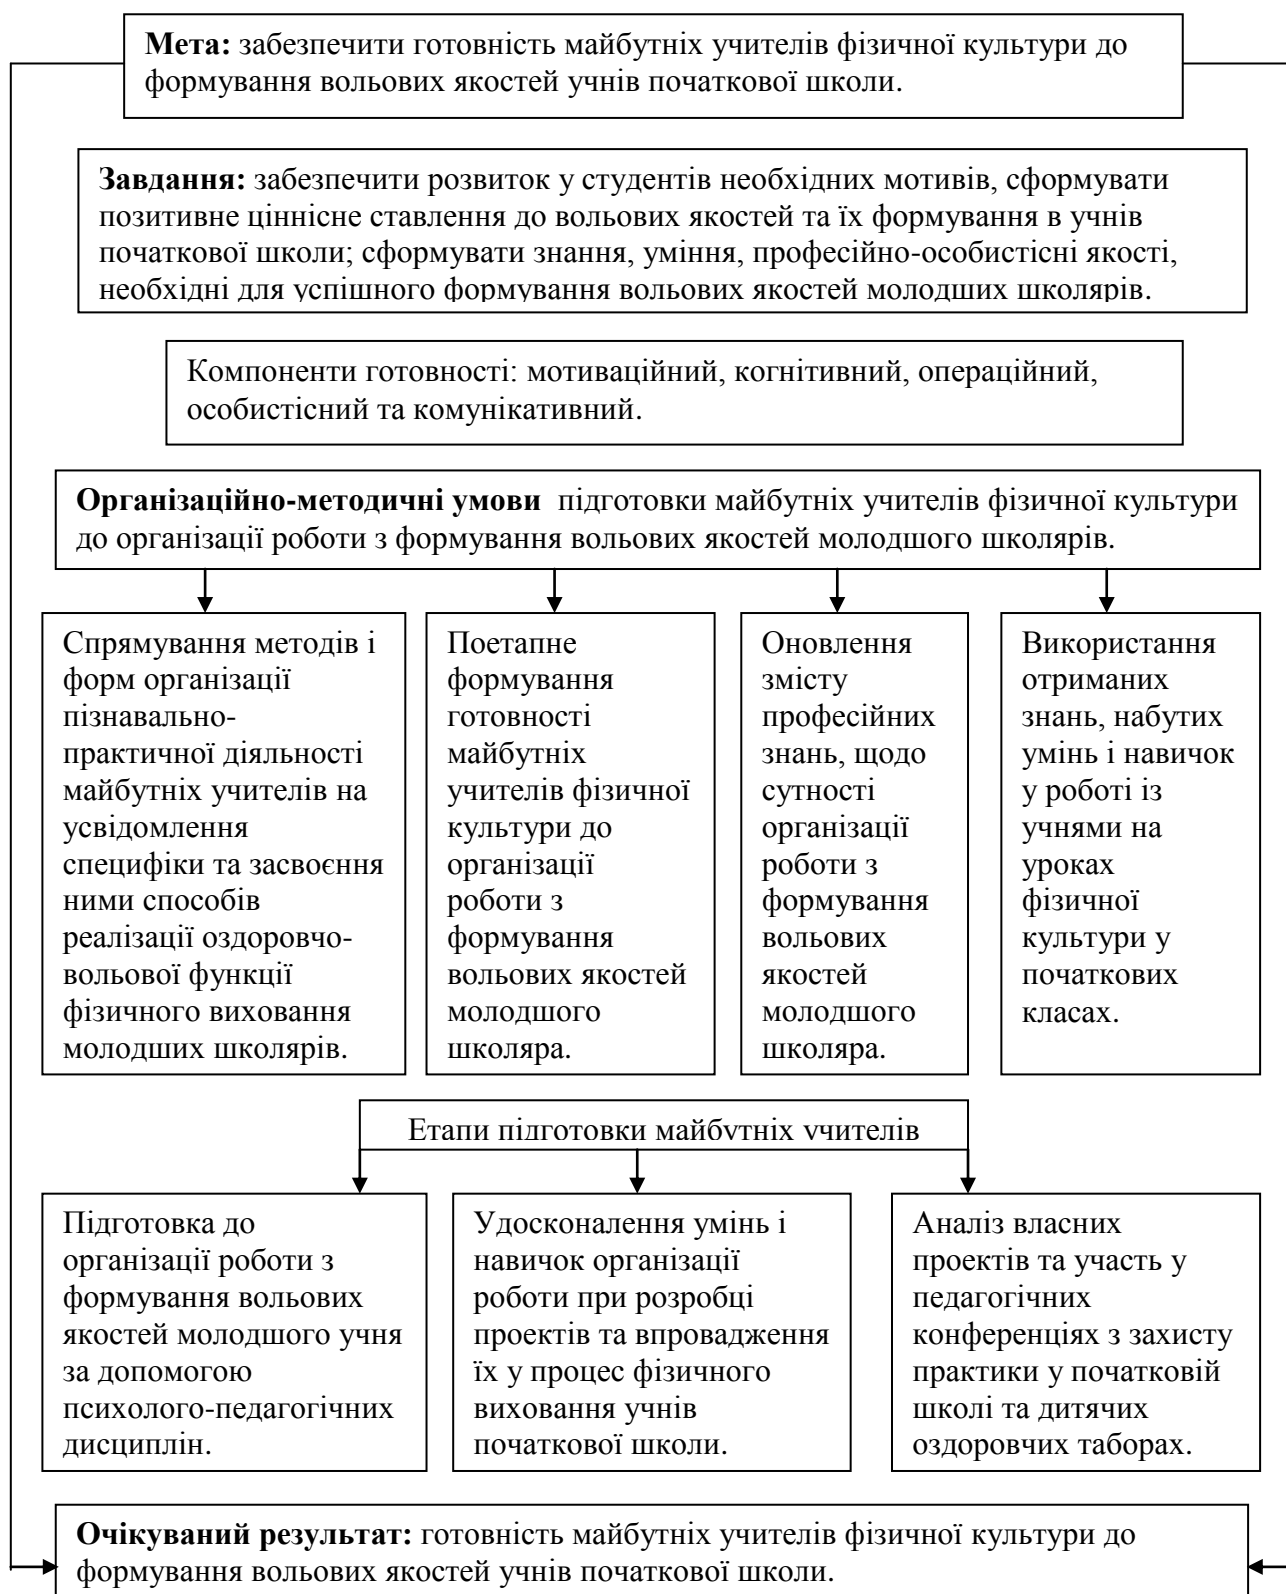 Мета: забезпечити готовність майбутніх учителів фізичної культури до
формування вольових якостей учнів початкової школи.
Завдання: забезпечити розвиток у студентів необхідних мотивів, сформувати
позитивне ціннісне ставлення до вольових якостей та їх формування в учнів
початкової школи; сформувати знання, уміння, професійно-особистісні якості,
необхідні для успішного формування вольових якостей молодших школярів.
Компоненти готовності: мотиваційний, когнітивний, операційний,
особистісний та комунікативний.
Організаційно-методичні умови підготовки майбутніх учителів фізичної культури
до організації роботи з формування вольових якостей молодшого школярів.
Спрямування методів і
форм організації
пізнавально-
практичної діяльності
майбутніх учителів на
усвідомлення
специфіки та засвоєння
ними способів
реалізації оздоровчо-
вольової функції
фізичного виховання
молодших школярів.
Поетапне
формування
готовності
майбутніх
учителів фізичної
культури до
організації
роботи з
формування
вольових якостей
молодшого
школяра.
Оновлення
змісту
професійних
знань, щодо
сутності
організації
роботи з
формування
вольових
якостей
молодшого
школяра.
Використання
отриманих
знань, набутих
умінь і навичок
у роботі із
учнями на
уроках
фізичної
культури у
початкових
класах.
Етапи підготовки майбутніх учителів
Підготовка до
організації роботи з
формування вольових
якостей молодшого учня
за допомогою
психолого-педагогічних
дисциплін.
Удосконалення умінь і
навичок організації
роботи при розробці
проектів та впровадження
їх у процес фізичного
виховання учнів
початкової школи.
Аналіз власних
проектів та участь у
педагогічних
конференціях з захисту
практики у початковій
школі та дитячих
оздоровчих таборах.
Очікуваний результат: готовність майбутніх учителів фізичної культури до
формування вольових якостей учнів початкової школи.